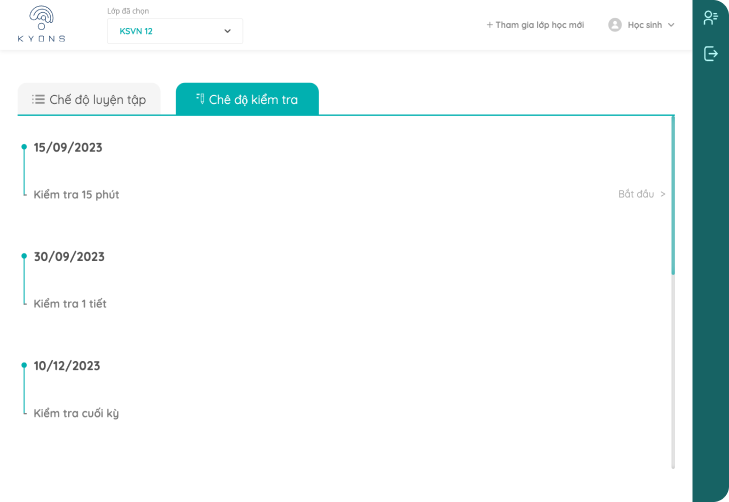 Lớp đã chọn
KYONS
KSVN 12
+ Tham gia lớp học mới
Học sinh
Chế độ luyện tập
Chê độ kiểm tra
15/09/2023
Kiểm tra 15 phút
Bắt đầu >
30/09/2023
Kiểm tra 1 tiết
10/12/2023
Kiểm tra cuối kỳ